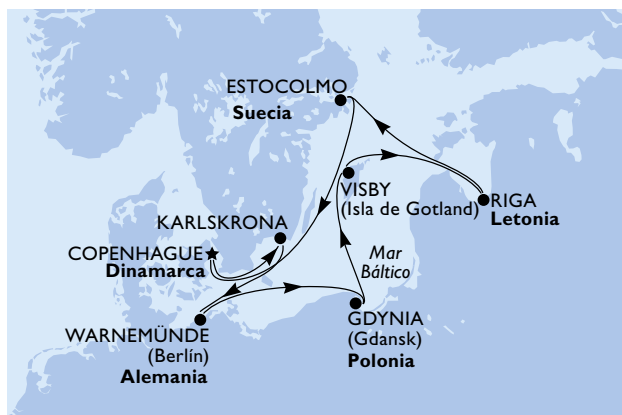 ESTOCOLMO
Suecia
VISBY
(Isla de Gotland)
RIGA
Letonia
KARLSKRONA
COPENHAGUE
Dinamarca
Mar
Báltico
GDYNIA
(Gdansk)
Polonia
WARNEMÜNDE
(Berlín)
Alemania